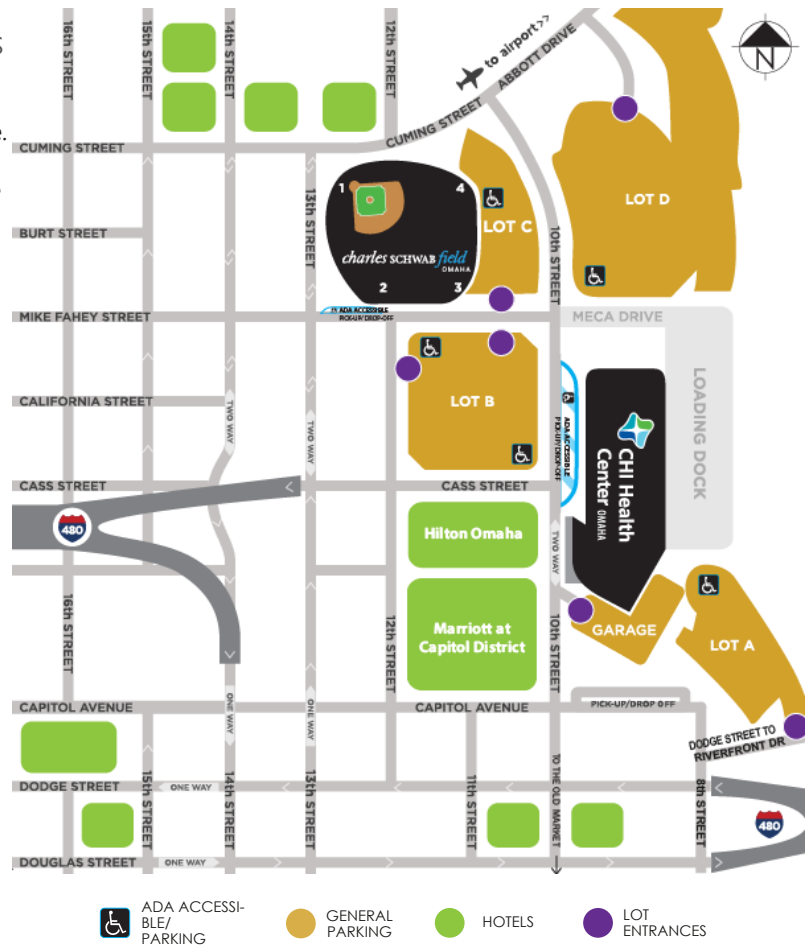 s
e.
16th STREET
15th STREET
14th STREET
12th STREET
to airport>>
ABBOTT DRIVE
CUMING STREET
N
CUMING STREET
13th STREET
1
4
LOT C
LOT D
10th STREET
BURT STREET
charles SCHWAB field
OMAHA
2
3
ADA ACCESSIBLE
PICK-UP/DROP-OFF
MIKE FAHEY STREET
MECA DRIVE
LOADING DOCK
CALIFORNIA STREET
TWO WAY
TWO WAY
LOT B
ADA ACCESSIBLE
PICK-UP/DROP-OFF
CHI Health
Center OMAHA
CASS STREET
CASS STREET
480
Hilton Omaha
TWO WAY
16th STREET
12th STREET
Marriott at
Capitol District
10th STREET
GARAGE
LOT A
CAPITOL AVENUE
ONE WAY
ONE WAY
CAPITOL AVENUE
PICK-UP/DROP OFF
DODGE STREET TO
RIVERFRONT DR
DODGE STREET
ONE WAY
15th STREET
14th STREET
13th STREET
11th STREET
TO THE OLD MARKET
8th STREET
480
DOUGLAS STREET
ONE WAY
ADA ACCESSI-
BLE/
PARKING
GENERAL
PARKING
HOTELS
LOT
ENTRANCES